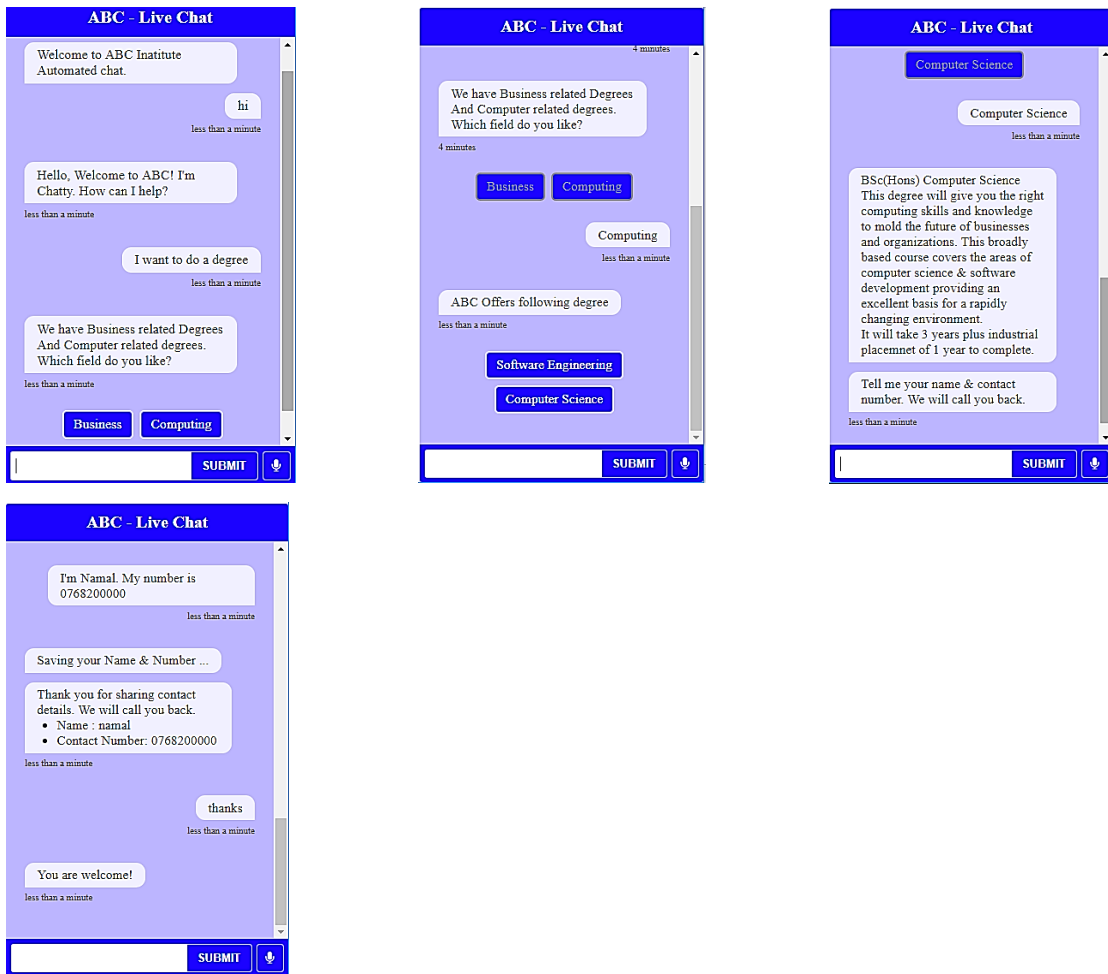 ABC - Live Chat
Welcome to ABC Inatitute
Automated chat.
hi
less than a minute
Hello, Welcome to ABC! I'm
Chatty. How can I help?
less than a minute
I want to do a degree
less than a minute
We have Business related Degrees
And Computer related degrees.
Which field do you like?
less than a minute
Business Computing
SUBMIT
ABC - Live Chat
4 minutes
We have Business related Degrees
And Computer related degrees.
Which field do you like?
4 minutes
Business Computing
Computing
less than a minute
ABC Offers following degree
less than a minute
Software Engineering
Computer Science
SUBMIT
ABC - Live Chat
Computer Science
Computer Science
less than a minute
BSc(Hons) Computer Science
This degree will give you the right
computing skills and knowledge
to mold the future of businesses
and organizations. This broadly
based course covers the areas of
computer science & software
development providing an
excellent basis for a rapidly
changing environment.
It will take 3 years plus industrial
placemnet of 1 year to complete.
Tell me your name & contact
number. We will call you back.
less than a minute
SUBMIT
ABC - Live Chat
I'm Namal. My number is
0768200000
less than a minute
Saving your Name & Number ...
Thank you for sharing contact
details. We will call you back.
• Name : namal
• Contact Number: 0768200000
less than a minute
thanks
less than a minute
You are welcome!
less than a minute
SUBMIT